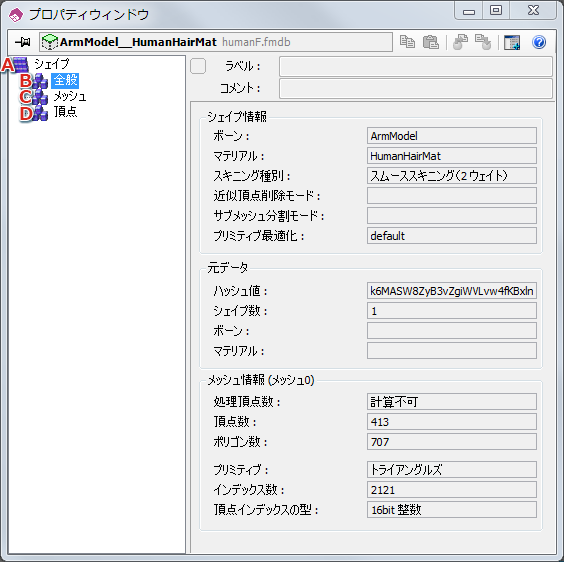 プロパティウィンドウ
ArmModel__HumanHairMat humanF.fmdb
A シェイプ
B 全般
C メッシュ
D 頂点
ラベル :
コメント :
シェイプ情報
ボーン : ArmModel
マテリアル : HumanHairMat
スキニング種別 : スムーススキニング(2ウェイト)
近似頂点削除モード :
サブメッシュ分割モード :
プリミティブ最適化 : default
元データ
ハッシュ値 : k6MASW8ZyB3vZgiWVLvw4fKBxln
シェイプ数 : 1
ボーン :
マテリアル :
メッシュ情報 (メッシュ0)
処理頂点数 : 計算不可
頂点数 : 413
ポリゴン数 : 707
プリミティブ : トライアングルズ
インデックス数 : 2121
頂点インデックスの型 : 16bit 整数